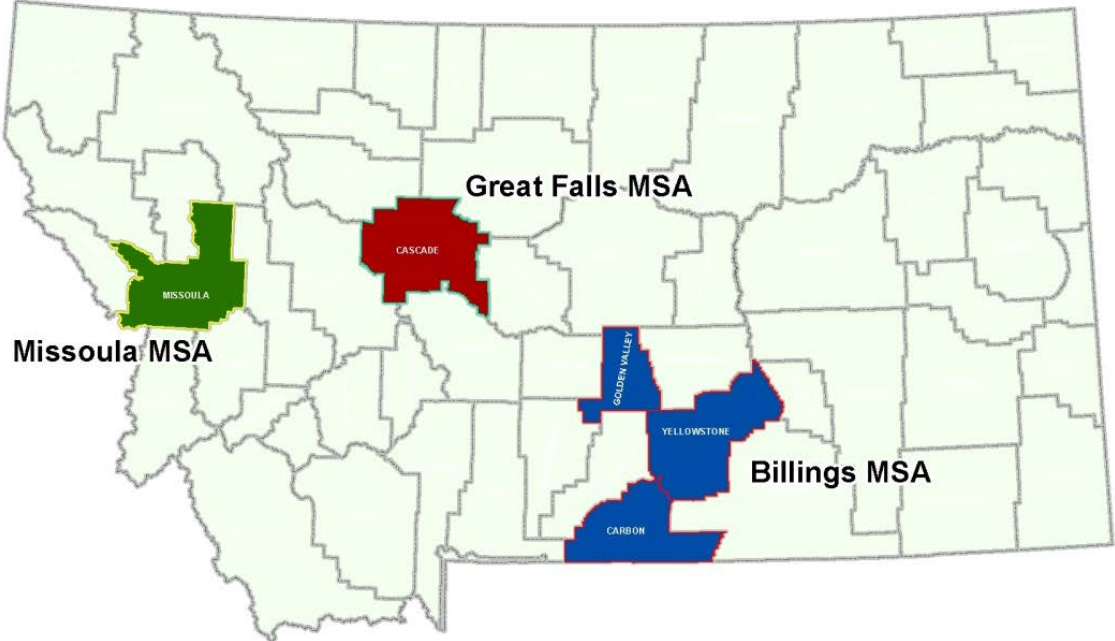 Great Falls MSA
CASCADE
MISSOULA
Missoula MSA
GOLDEN VALLEY
YELLOWSTONE
Billings MSA
CARBON